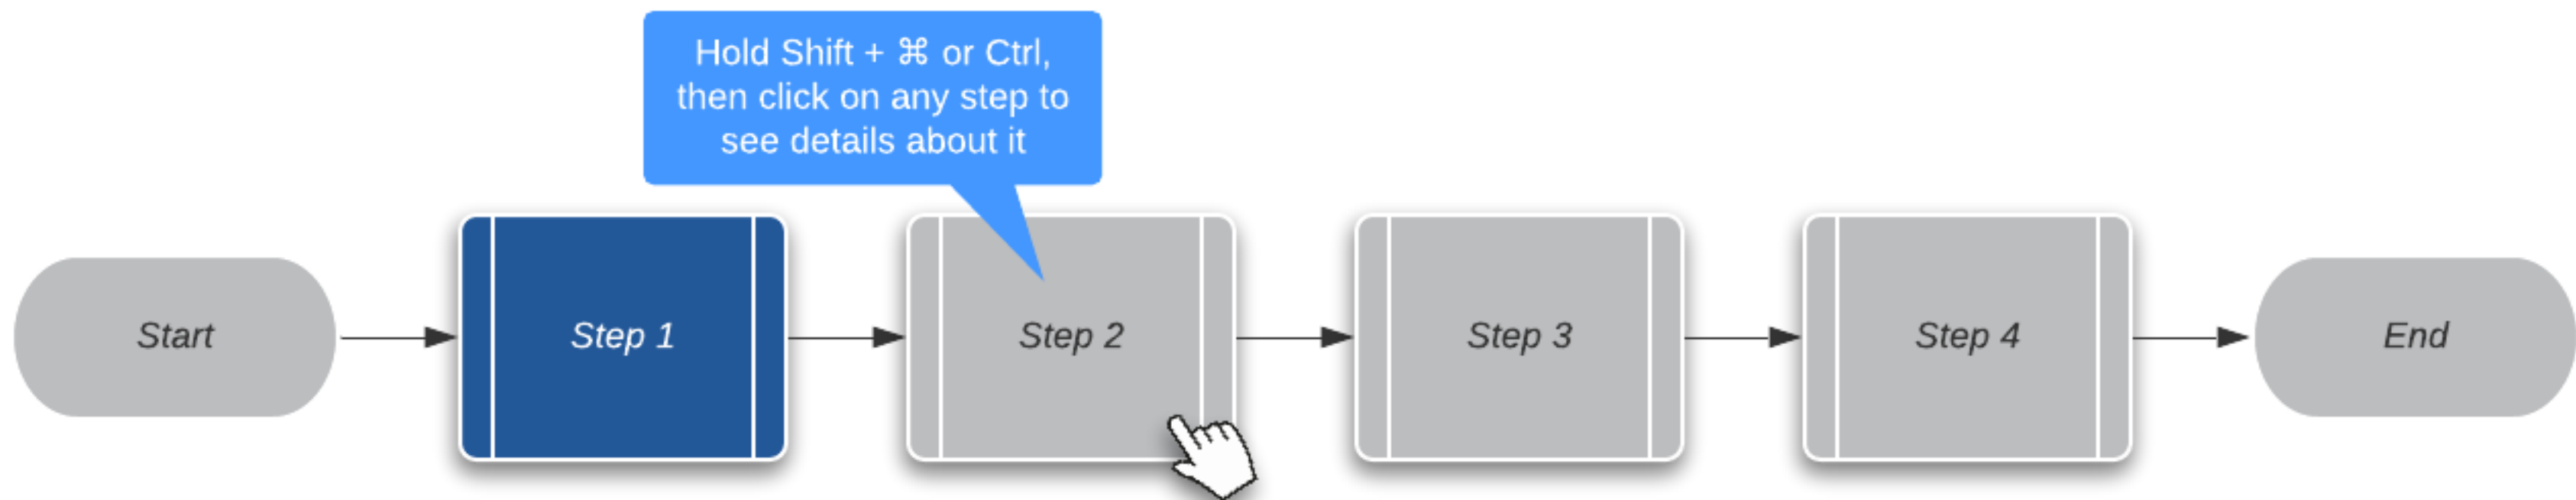 Hold Shift + ⌘ or Ctrl,
then click on any step to
see details about it
Start
Step 1
Step 2
Step 3
Step 4
End